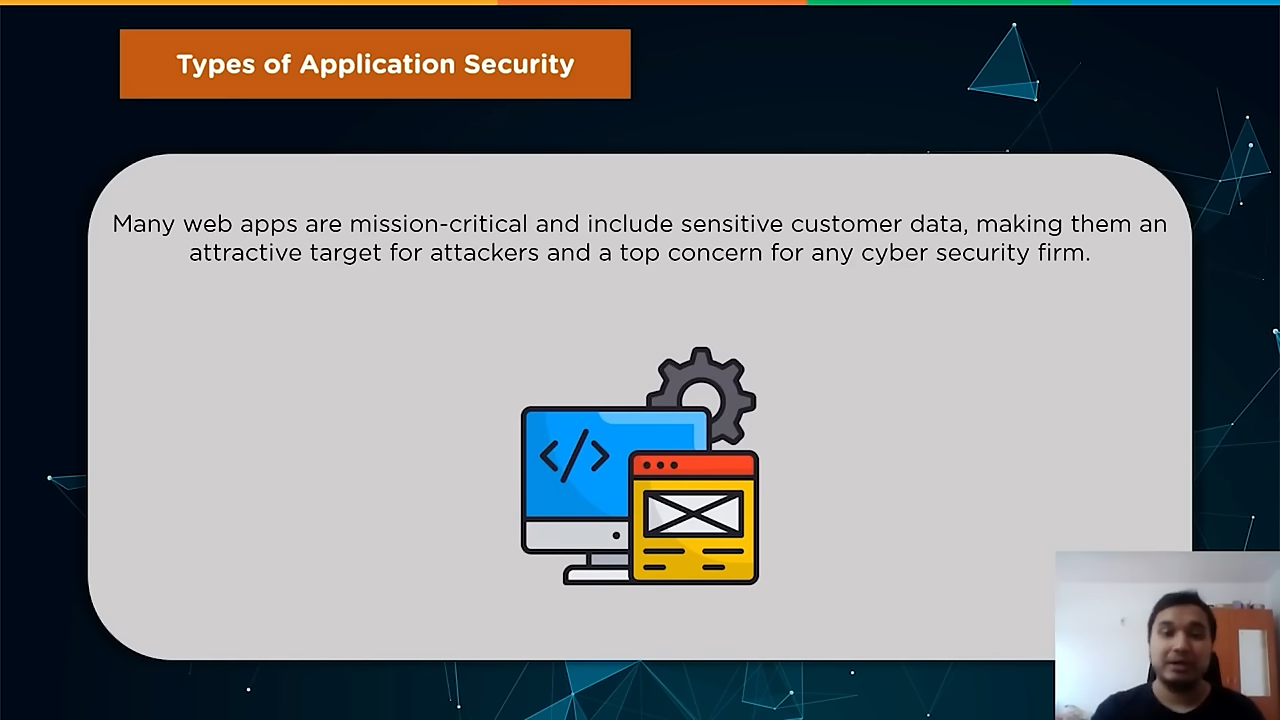 Types of Application Security
Many web apps are mission-critical and include sensitive customer data, making them an
attractive target for attackers and a top concern for any cyber security firm.
</>